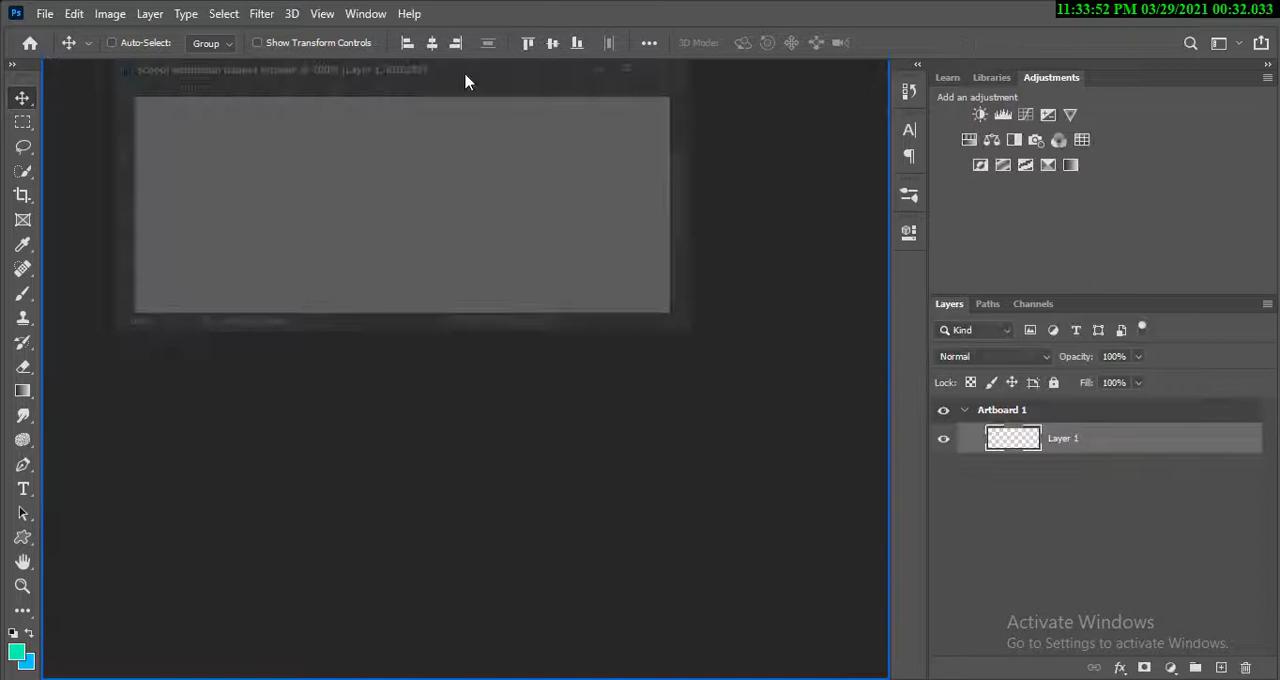 11:33:52 PM 03/29/2021 00:32.033
Ps File Edit Image Layer Type Select Filter 3D View Window Help
Auto-Select: Group Show Transform Controls 3D Mode:
Learn Libraries Adjustments
Add an adjustment
Layers Paths Channels
Kind
Normal Opacity: 100%
Lock: Fill: 100%
Artboard 1
Layer 1
Activate Windows
Go to Settings to activate Windows.